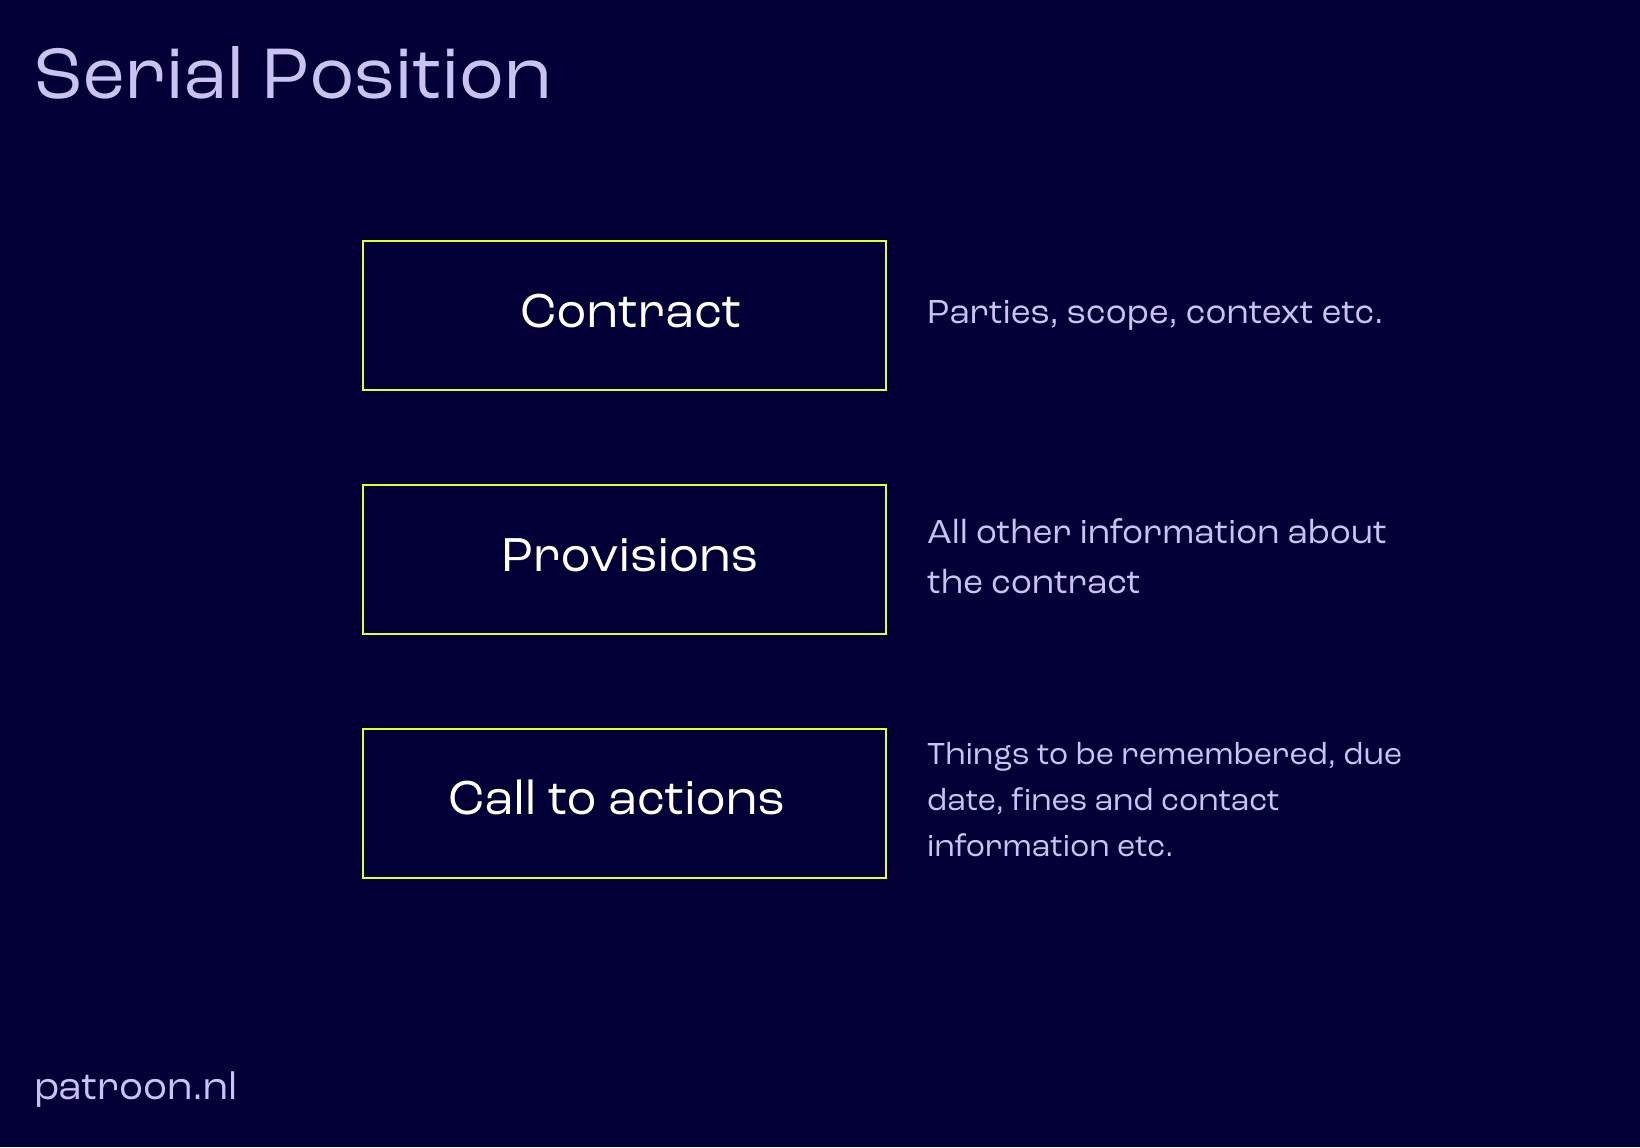 Serial Position
Contract
Parties, scope, context etc.
Provisions
All other information about
the contract
Call to actions
Things to be remembered, due
date, fines and contact
information etc.
patroon.nl